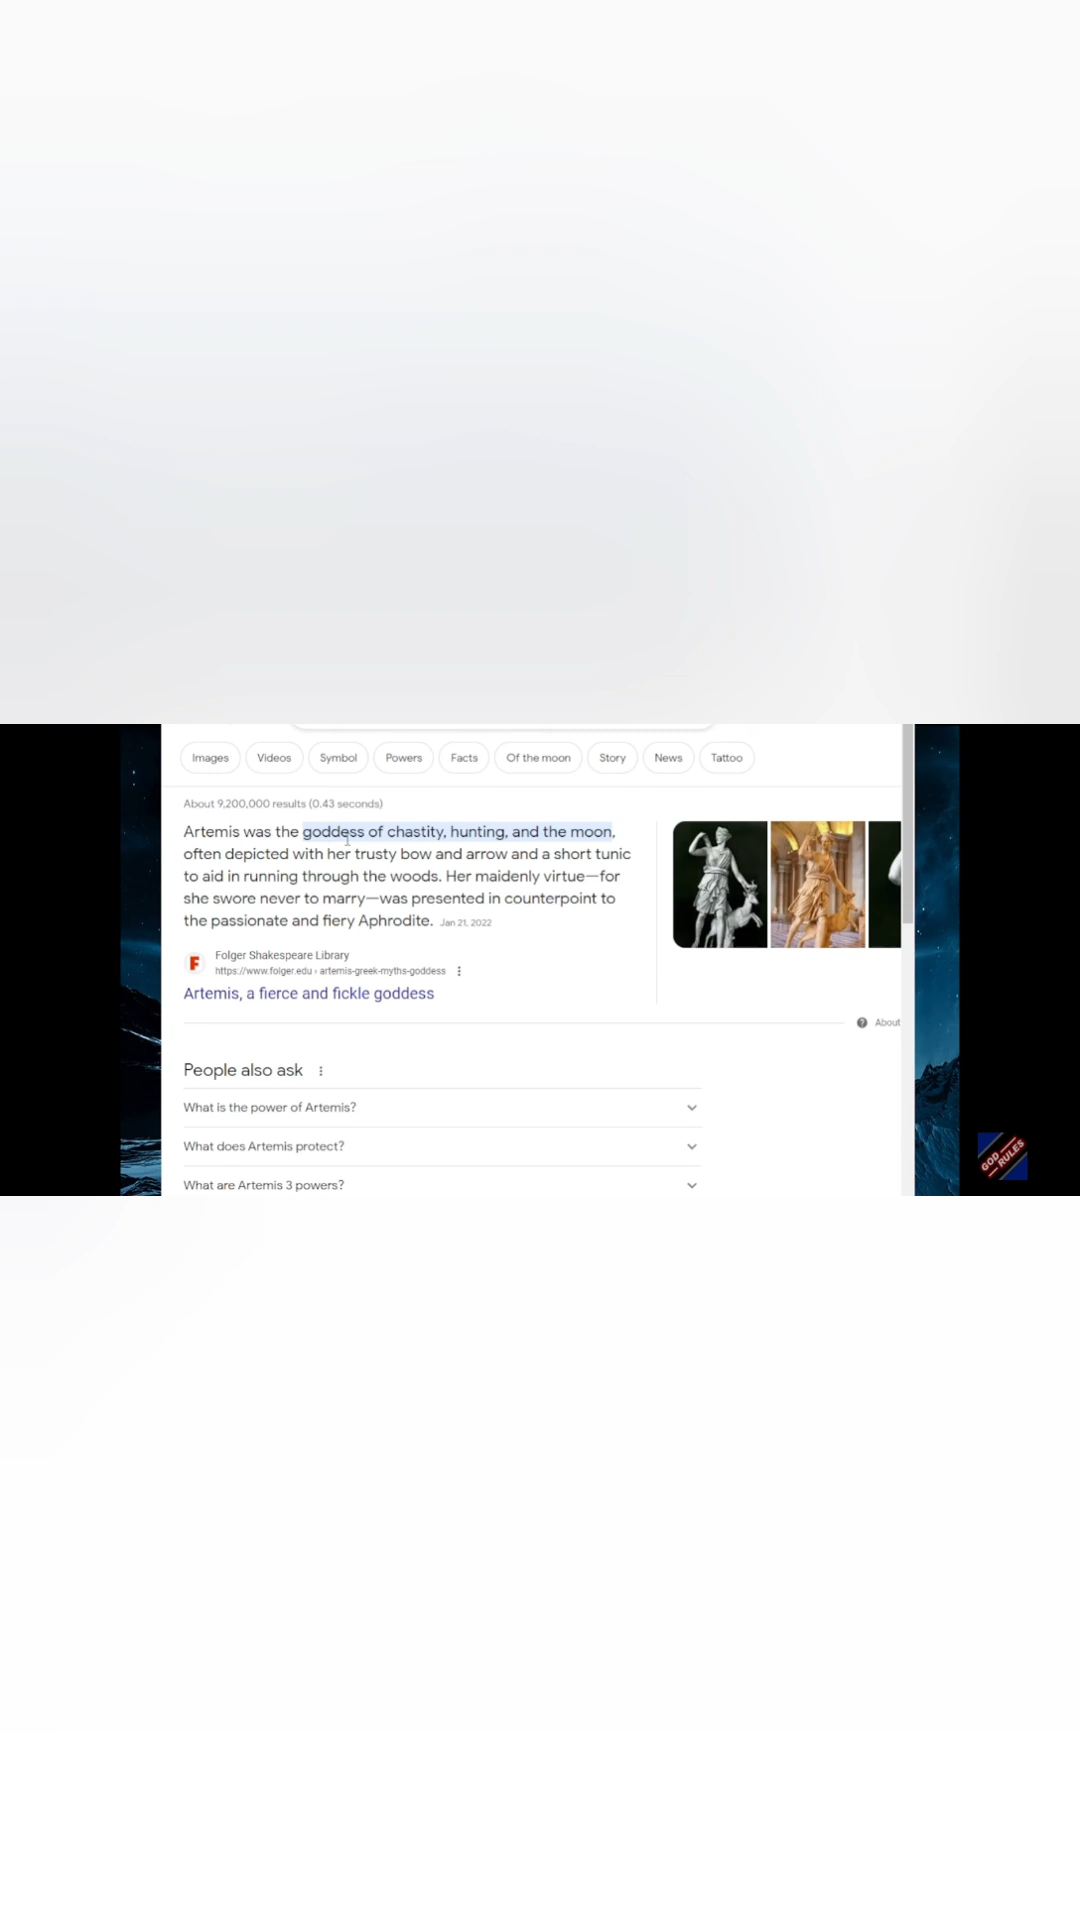 Images Videos Symbol Powers Facts Of the moon Story News Tattoo
About 9,200,000 results (0.43 seconds)
Artemis was the goddess of chastity, hunting, and the moon,
often depicted with her trusty bow and arrow and a short tunic
to aid in running through the woods. Her maidenly virtue—for
she swore never to marry—was presented in counterpoint to
the passionate and fiery Aphrodite. Jan 21, 2022
F
Folger Shakespeare Library
https://www.folger.edu › artemis-greek-myths-goddess
Artemis, a fierce and fickle goddess
About
People also ask
What is the power of Artemis?
What does Artemis protect?
What are Artemis 3 powers?
GOD
RULES